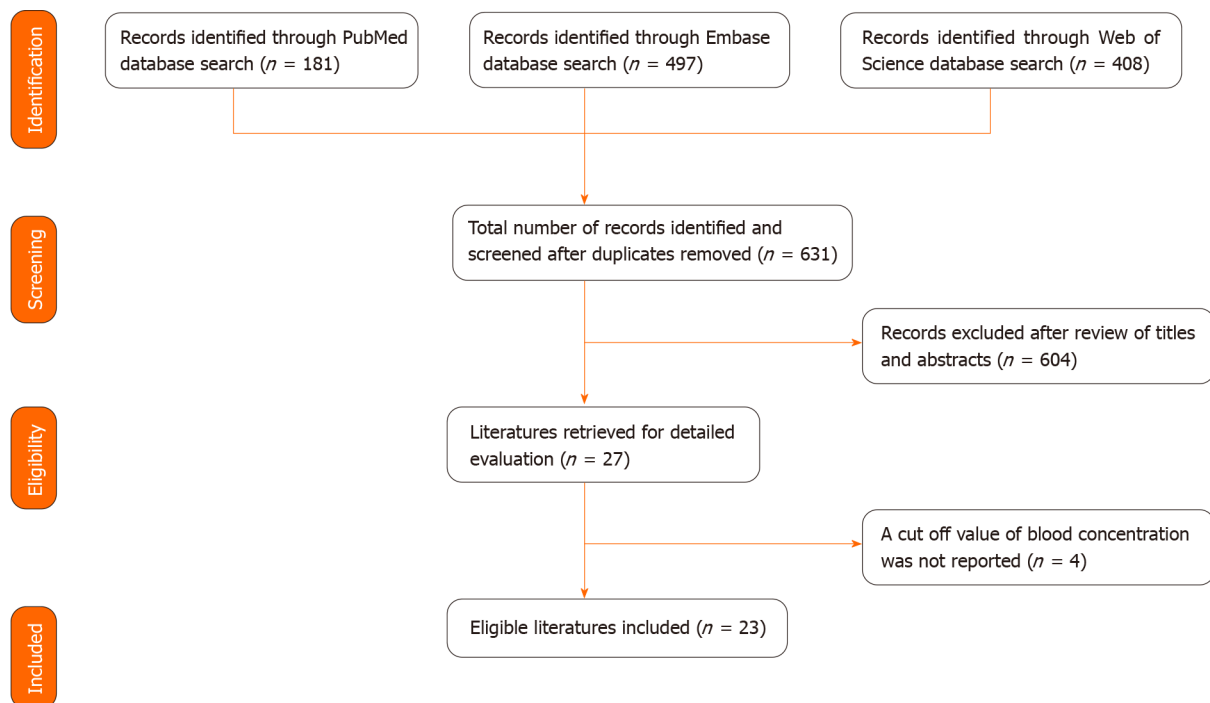 Identification
Records identified through PubMed
database search (n = 181)
Records identified through Embase
database search (n = 497)
Records identified through Web of
Science database search (n = 408)
Screening
Total number of records identified and
screened after duplicates removed (n = 631)
Records excluded after review of titles
and abstracts (n = 604)
Eligibility
Literatures retrieved for detailed
evaluation (n = 27)
A cut off value of blood concentration
was not reported (n = 4)
Included
Eligible literatures included (n = 23)